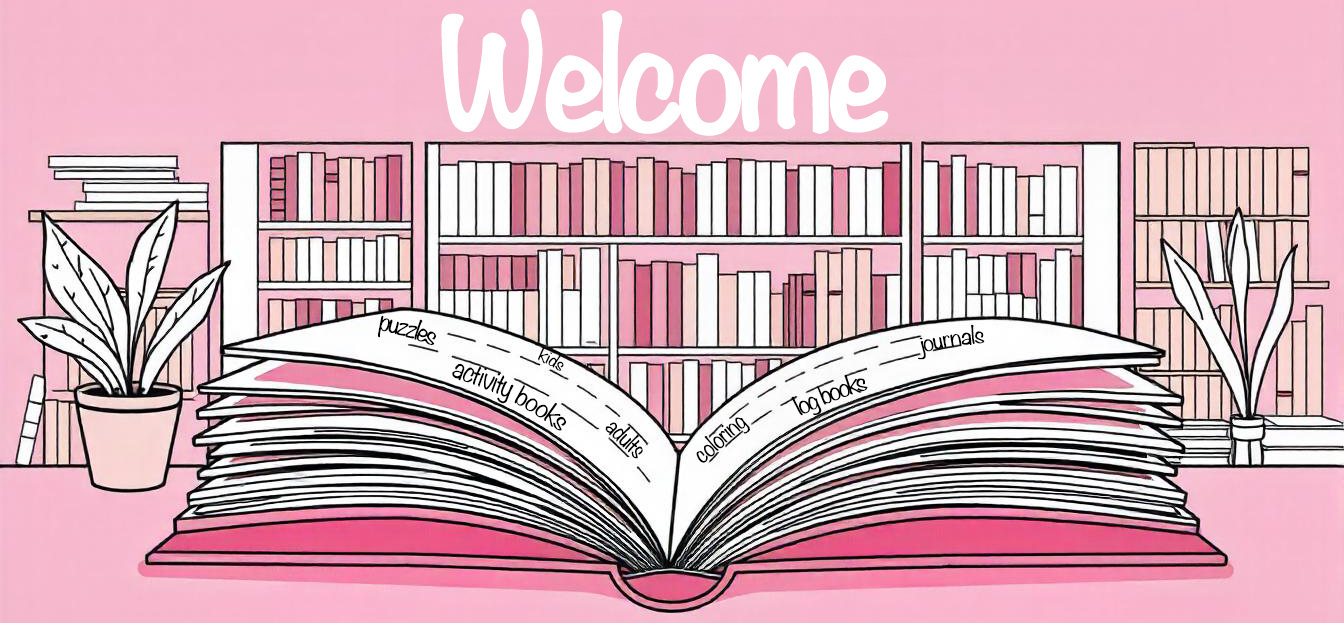 Welcome
puzzles
kids
activity books
adults
journals
log books
coloring